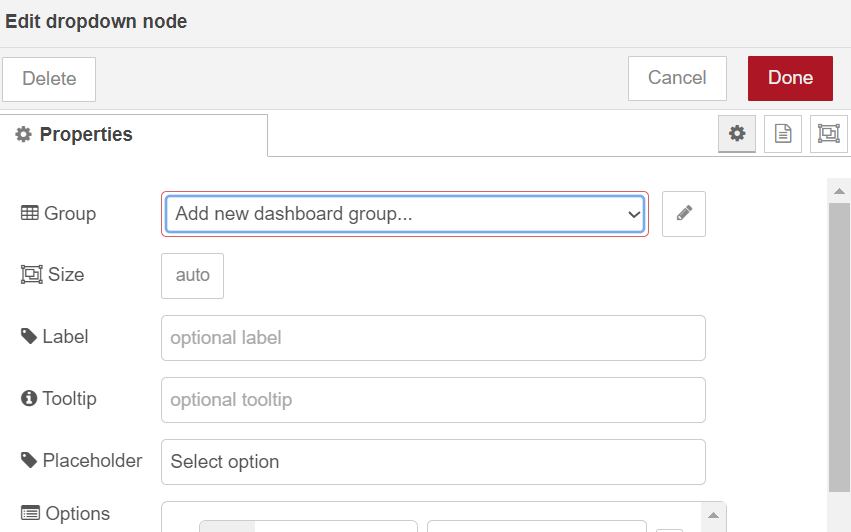 Edit dropdown node
Delete
Cancel
Done
Properties
Group
Add new dashboard group...
Size
auto
Label
optional label
Tooltip
optional tooltip
Placeholder
Select option
Options